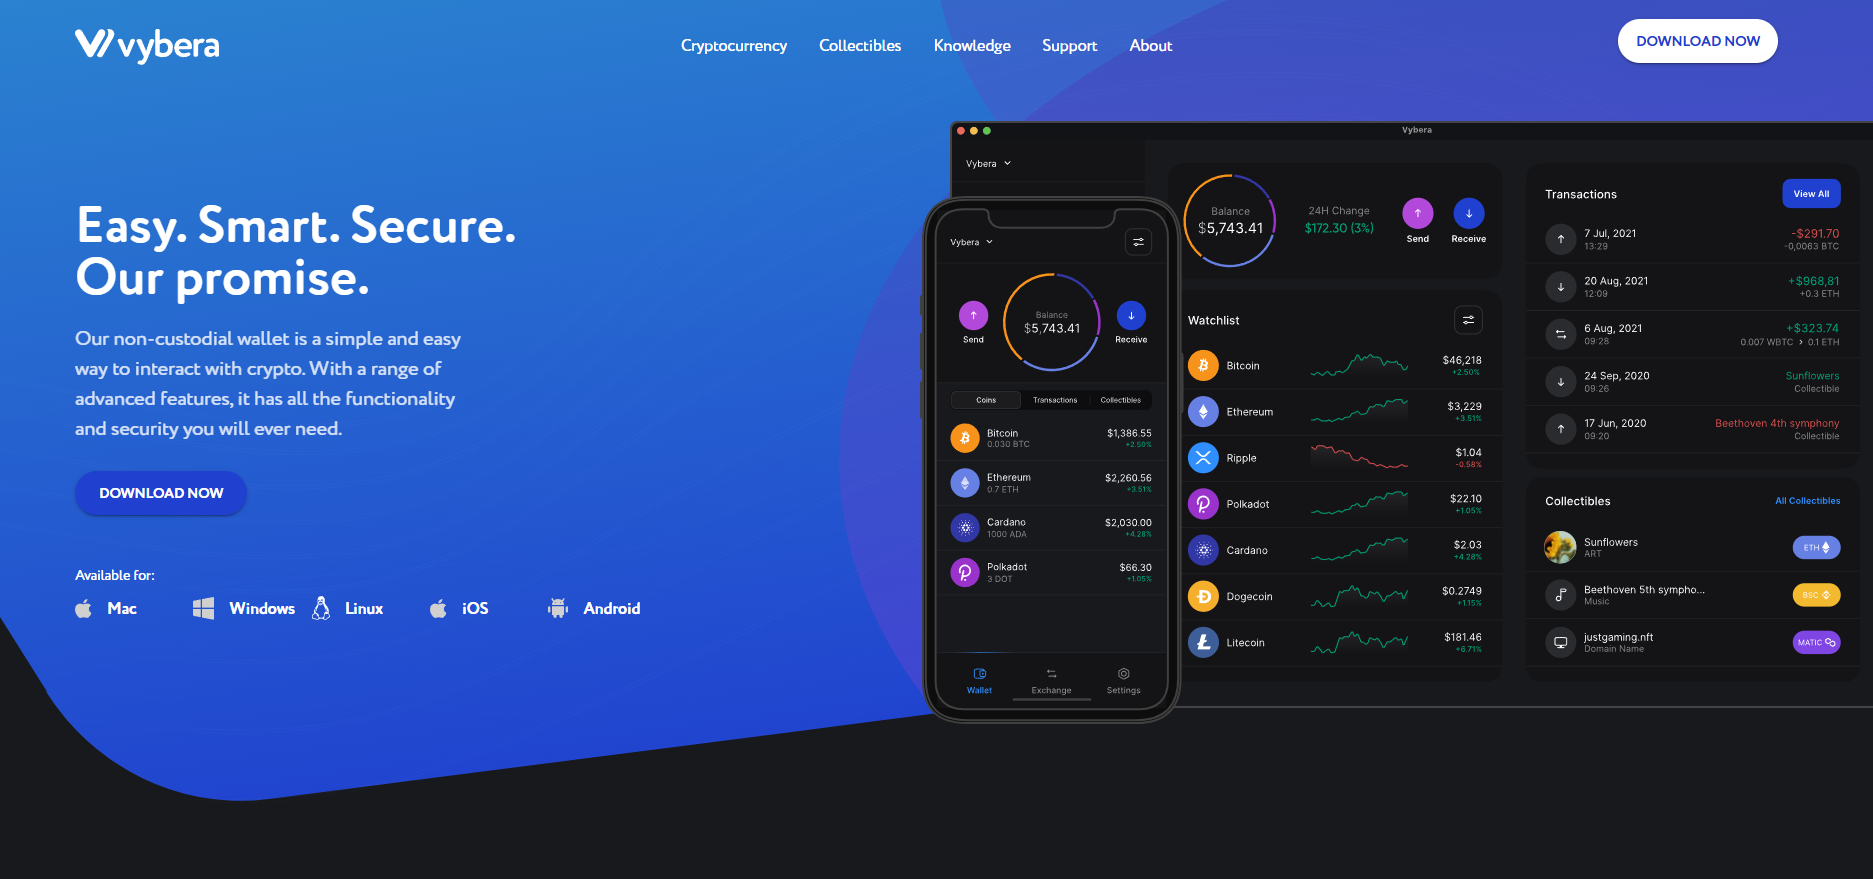 vybera
Cryptocurrency
Collectibles
Knowledge
Support
About
DOWNLOAD NOW
Easy. Smart. Secure.
Our promise.
Our non-custodial wallet is a simple and easy
way to interact with crypto. With a range of
advanced features, it has all the functionality
and security you will ever need.
DOWNLOAD NOW
Available for:
Mac
Windows
Linux
iOS
Android
Vybera
Balance
$5,743.41
Send
Receive
Coins
Transactions
Collectibles
Bitcoin
$1,386.55
0.030 BTC
+2.50%
Ethereum
$2,260.56
0.7 ETH
+3.51%
Cardano
$2,030.00
1000 ADA
+4.28%
Polkadot
$66.30
3 DOT
+1.05%
Wallet
Exchange
Settings
Vybera
Vybera
Balance
$5,743.41
24H Change
$172.30 (3%)
Send
Receive
Watchlist
Bitcoin
$46,218
+2.50%
Ethereum
$3,229
+3.51%
Ripple
$1.04
-0.58%
Polkadot
$22.10
+1.05%
Cardano
$2.03
+4.28%
Dogecoin
$0.2749
+1.15%
Litecoin
$181.46
+6.71%
Transactions
View All
7 Jul, 2021
-$291.70
13:29
-0,0063 BTC
20 Aug, 2021
+$968,81
12:09
+0.3 ETH
6 Aug, 2021
+$323.74
09:28
0.007 WBTC > 0.1 ETH
24 Sep, 2020
Sunflowers
09:26
Collectible
17 Jun, 2020
Beethoven 4th symphony
09:20
Collectible
Collectibles
All Collectibles
Sunflowers
ART
ETH
Beethoven 5th sympho...
Music
BSC
justgaming.nft
Domain Name
MATIC